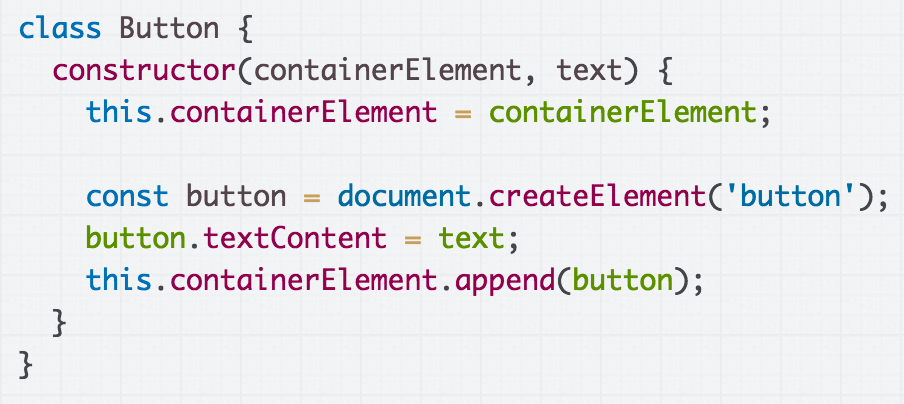 class Button {
  constructor(containerElement, text) {
    this.containerElement = containerElement;

    const button = document.createElement('button');
    button.textContent = text;
    this.containerElement.append(button);
  }
}